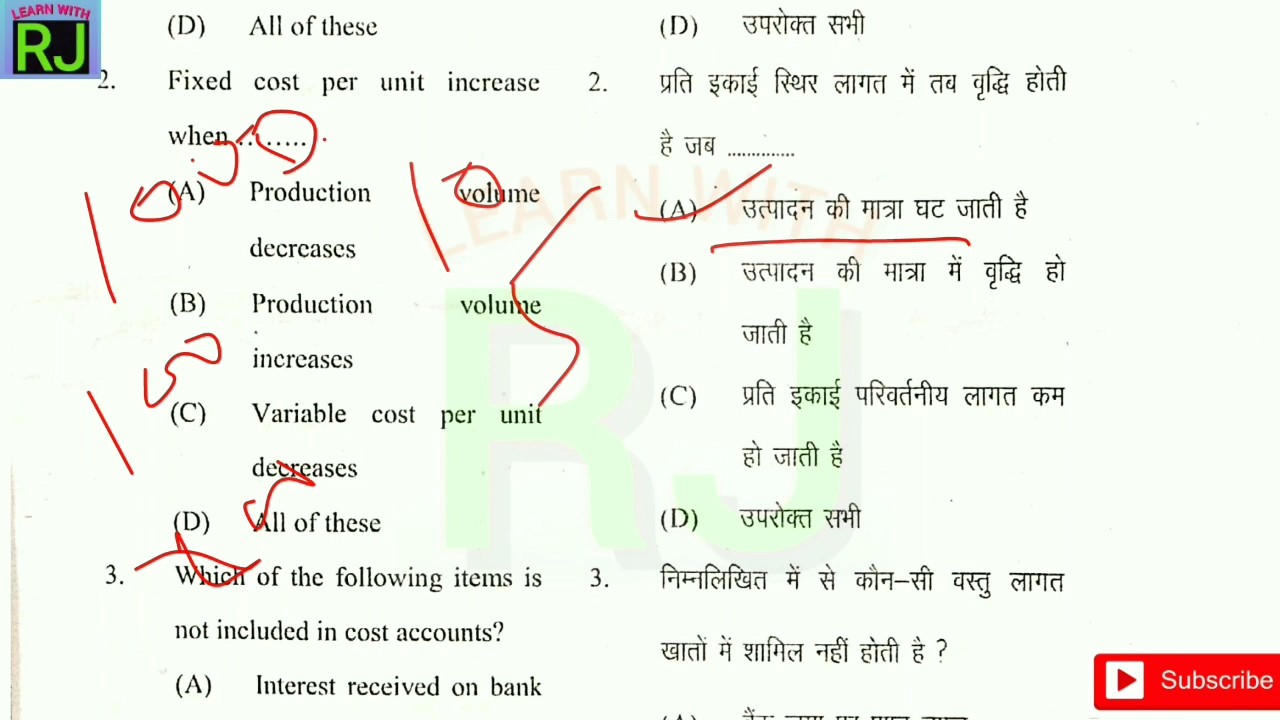 LEARN WITH
RJ
(D) All of these
2. Fixed cost per unit increase
when ........
(A) Production volume
decreases
(B) Production volume
increases
(C) Variable cost per unit
decreases
(D) All of these
3. Which of the following items is
not included in cost accounts?
(A) Interest received on bank
(D) उपरोक्त सभी
2. प्रति इकाई स्थिर लागत में तब वृद्धि होती
है जब .............
(A) उत्पादन की मात्रा घट जाती है
(B) उत्पादन की मात्रा में वृद्धि हो
जाती है
(C) प्रति इकाई परिवर्तनीय लागत कम
हो जाती है
(D) उपरोक्त सभी
3. निम्नलिखित में से कौन-सी वस्तु लागत
खातों में शामिल नहीं होती है ?
LEARN WITH
RJ
Subscribe